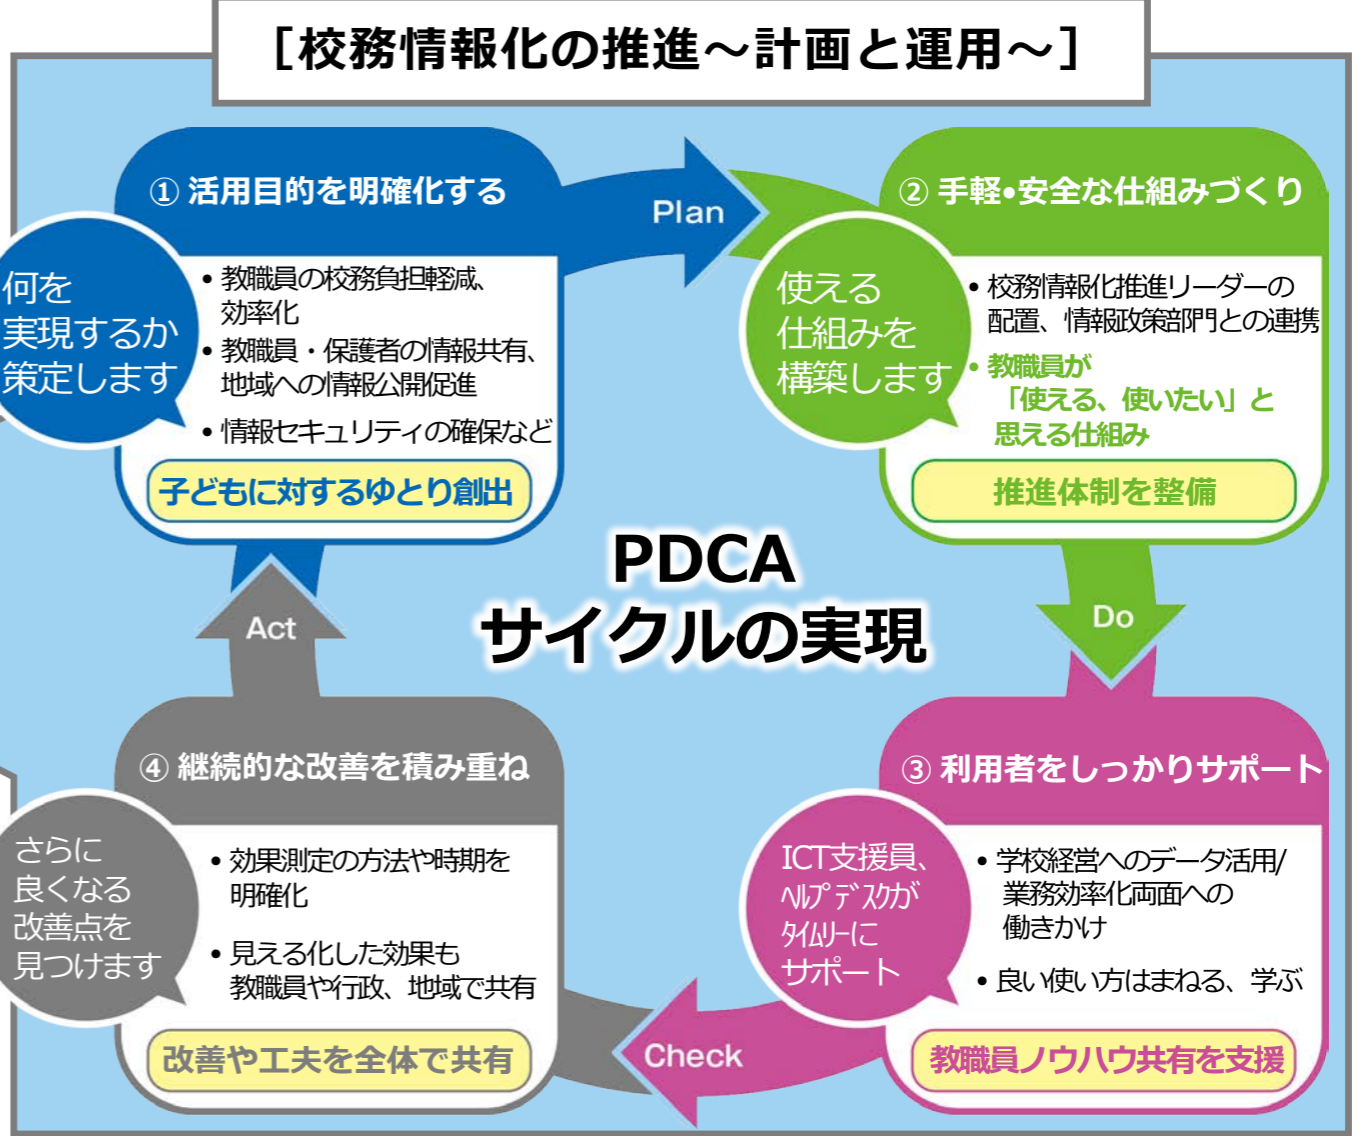 ［校務情報化の推進～計画と運用～］
① 活用目的を明確化する
何を
実現するか
策定します
• 教職員の校務負担軽減、
効率化
• 教職員・保護者の情報共有、
地域への情報公開促進
• 情報セキュリティの確保など
子どもに対するゆとり創出
Plan
② 手軽•安全な仕組みづくり
使える
仕組みを
構築します
• 校務情報化推進リーダーの
配置、情報政策部門との連携
• 教職員が
「使える、使いたい」と
思える仕組み
推進体制を整備
PDCA
サイクルの実現
Do
③ 利用者をしっかりサポート
ICT支援員、
ﾍﾙﾌﾟﾃﾞｽｸが
ﾀｲﾑﾘｰに
サポート
• 学校経営へのデータ活用/
業務効率化両面への
働きかけ
• 良い使い方はまねる、学ぶ
教職員ノウハウ共有を支援
Check
④ 継続的な改善を積み重ね
さらに
良くなる
改善点を
見つけます
• 効果測定の方法や時期を
明確化
• 見える化した効果も
教職員や行政、地域で共有
改善や工夫を全体で共有
Act